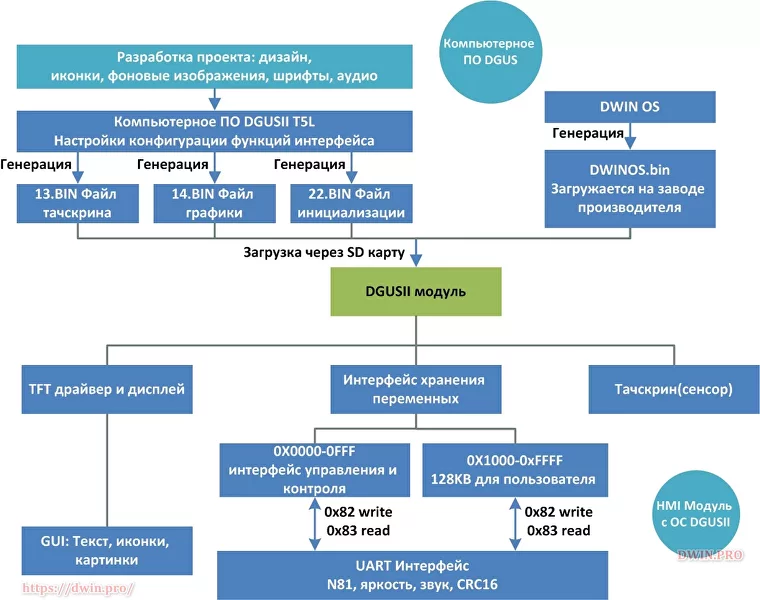 Разработка проекта: дизайн,
иконки, фоновые изображения, шрифты, аудио
Компьютерное
ПО DGUS
Компьютерное ПО DGUSII T5L
Настройки конфигурации функций интерфейса
DWIN OS
Генерация
Генерация
Генерация
Генерация
13.BIN Файл
тачскрина
14.BIN Файл
графики
22.BIN Файл
инициализации
DWINOS.bin
Загружается на заводе
производителя
Загрузка через SD карту
DGUSII модуль
TFT драйвер и дисплей
Интерфейс хранения
переменных
Тачскрин(сенсор)
0X0000-0FFF
интерфейс управления и
контроля
0X1000-0xFFFF
128KB для пользователя
0x82 write
0x83 read
0x82 write
0x83 read
HMI Модуль
с ОС DGUSII
GUI: Текст, иконки,
картинки
UART Интерфейс
N81, яркость, звук, CRC16
DWIN.PRO
https://dwin.pro/